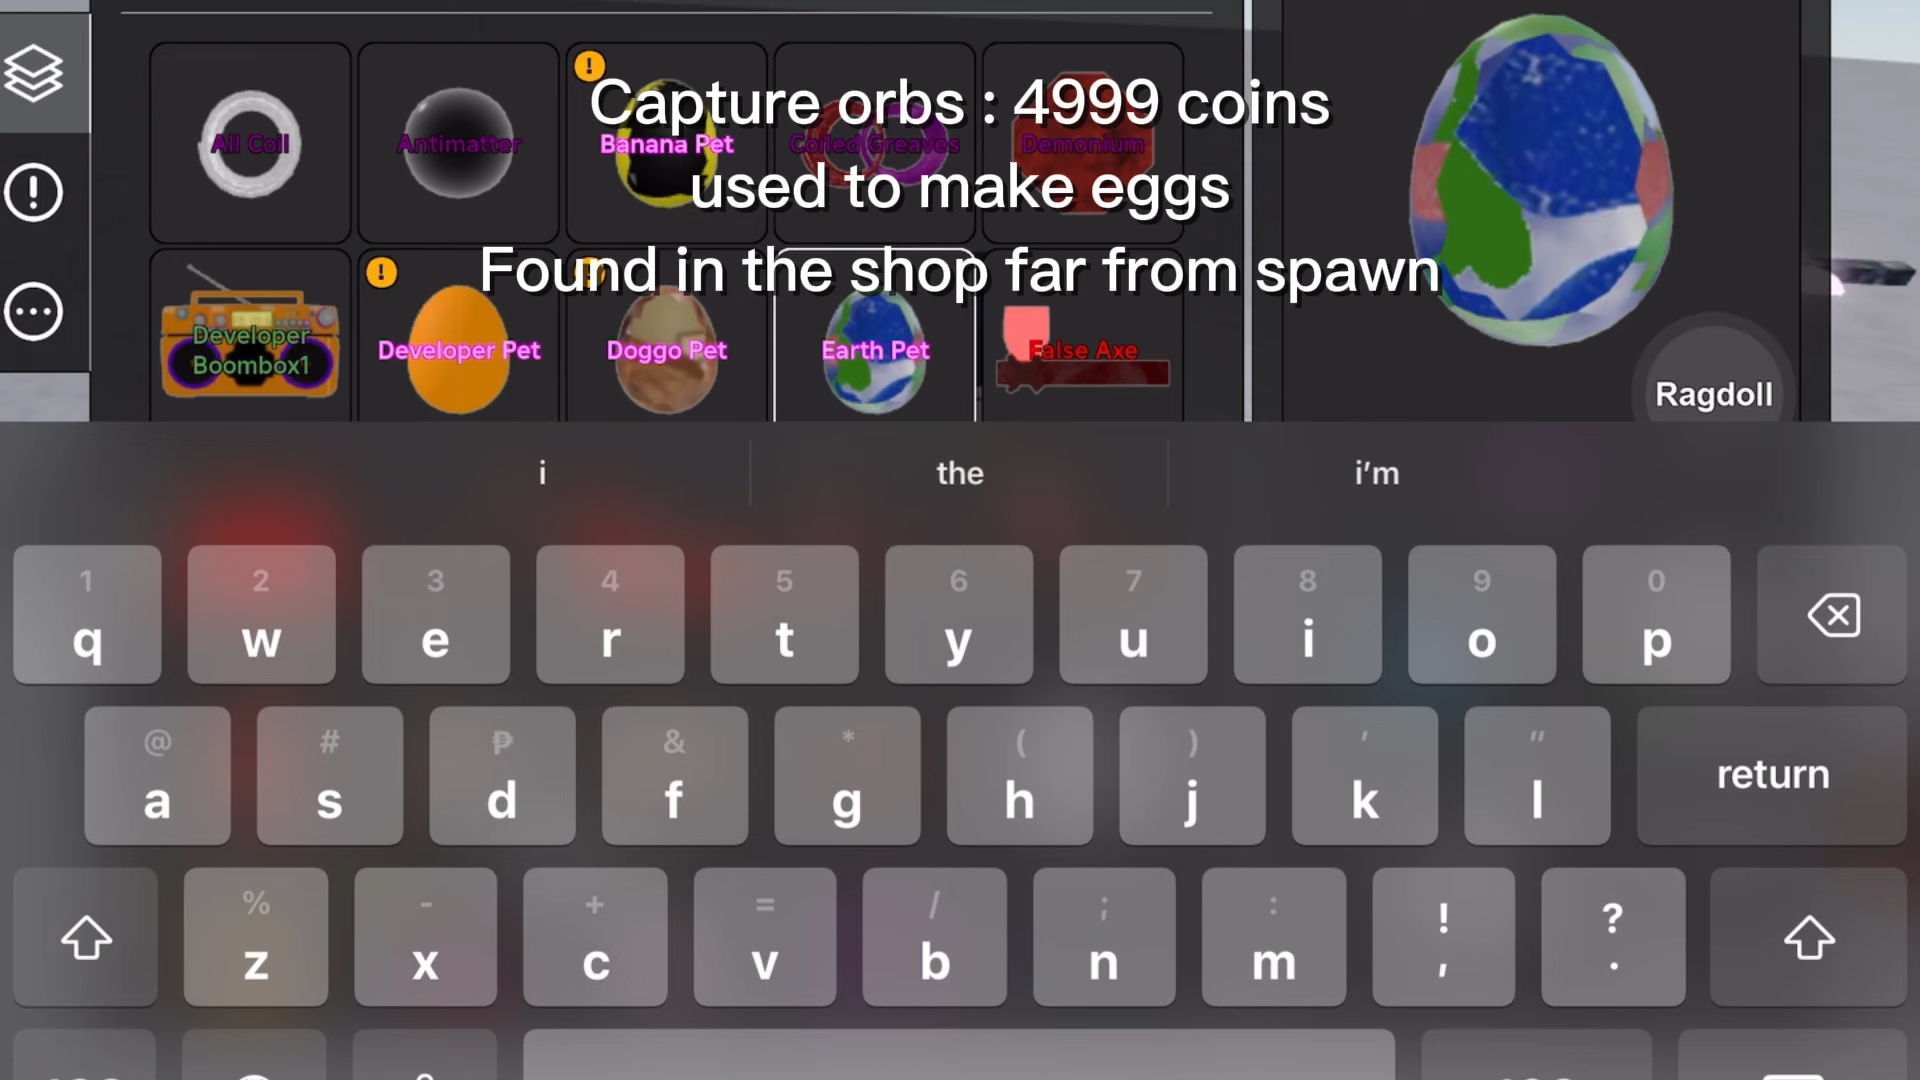 Capture orbs : 4999 coins
used to make eggs
Found in the shop far from spawn
All Coil
Antimatter
Banana Pet
Coiled Greaves
Demonium
Developer
Boombox1
Developer Pet
Doggo Pet
Earth Pet
False Axe
Ragdoll
i the i'm
1 2 3 4 5 6 7 8 9 0
q w e r t y u i o p
@ # ₱ & * ( ) ' "
a s d f g h j k l return
% - + = / ; : ! ?
z x c v b n m , .